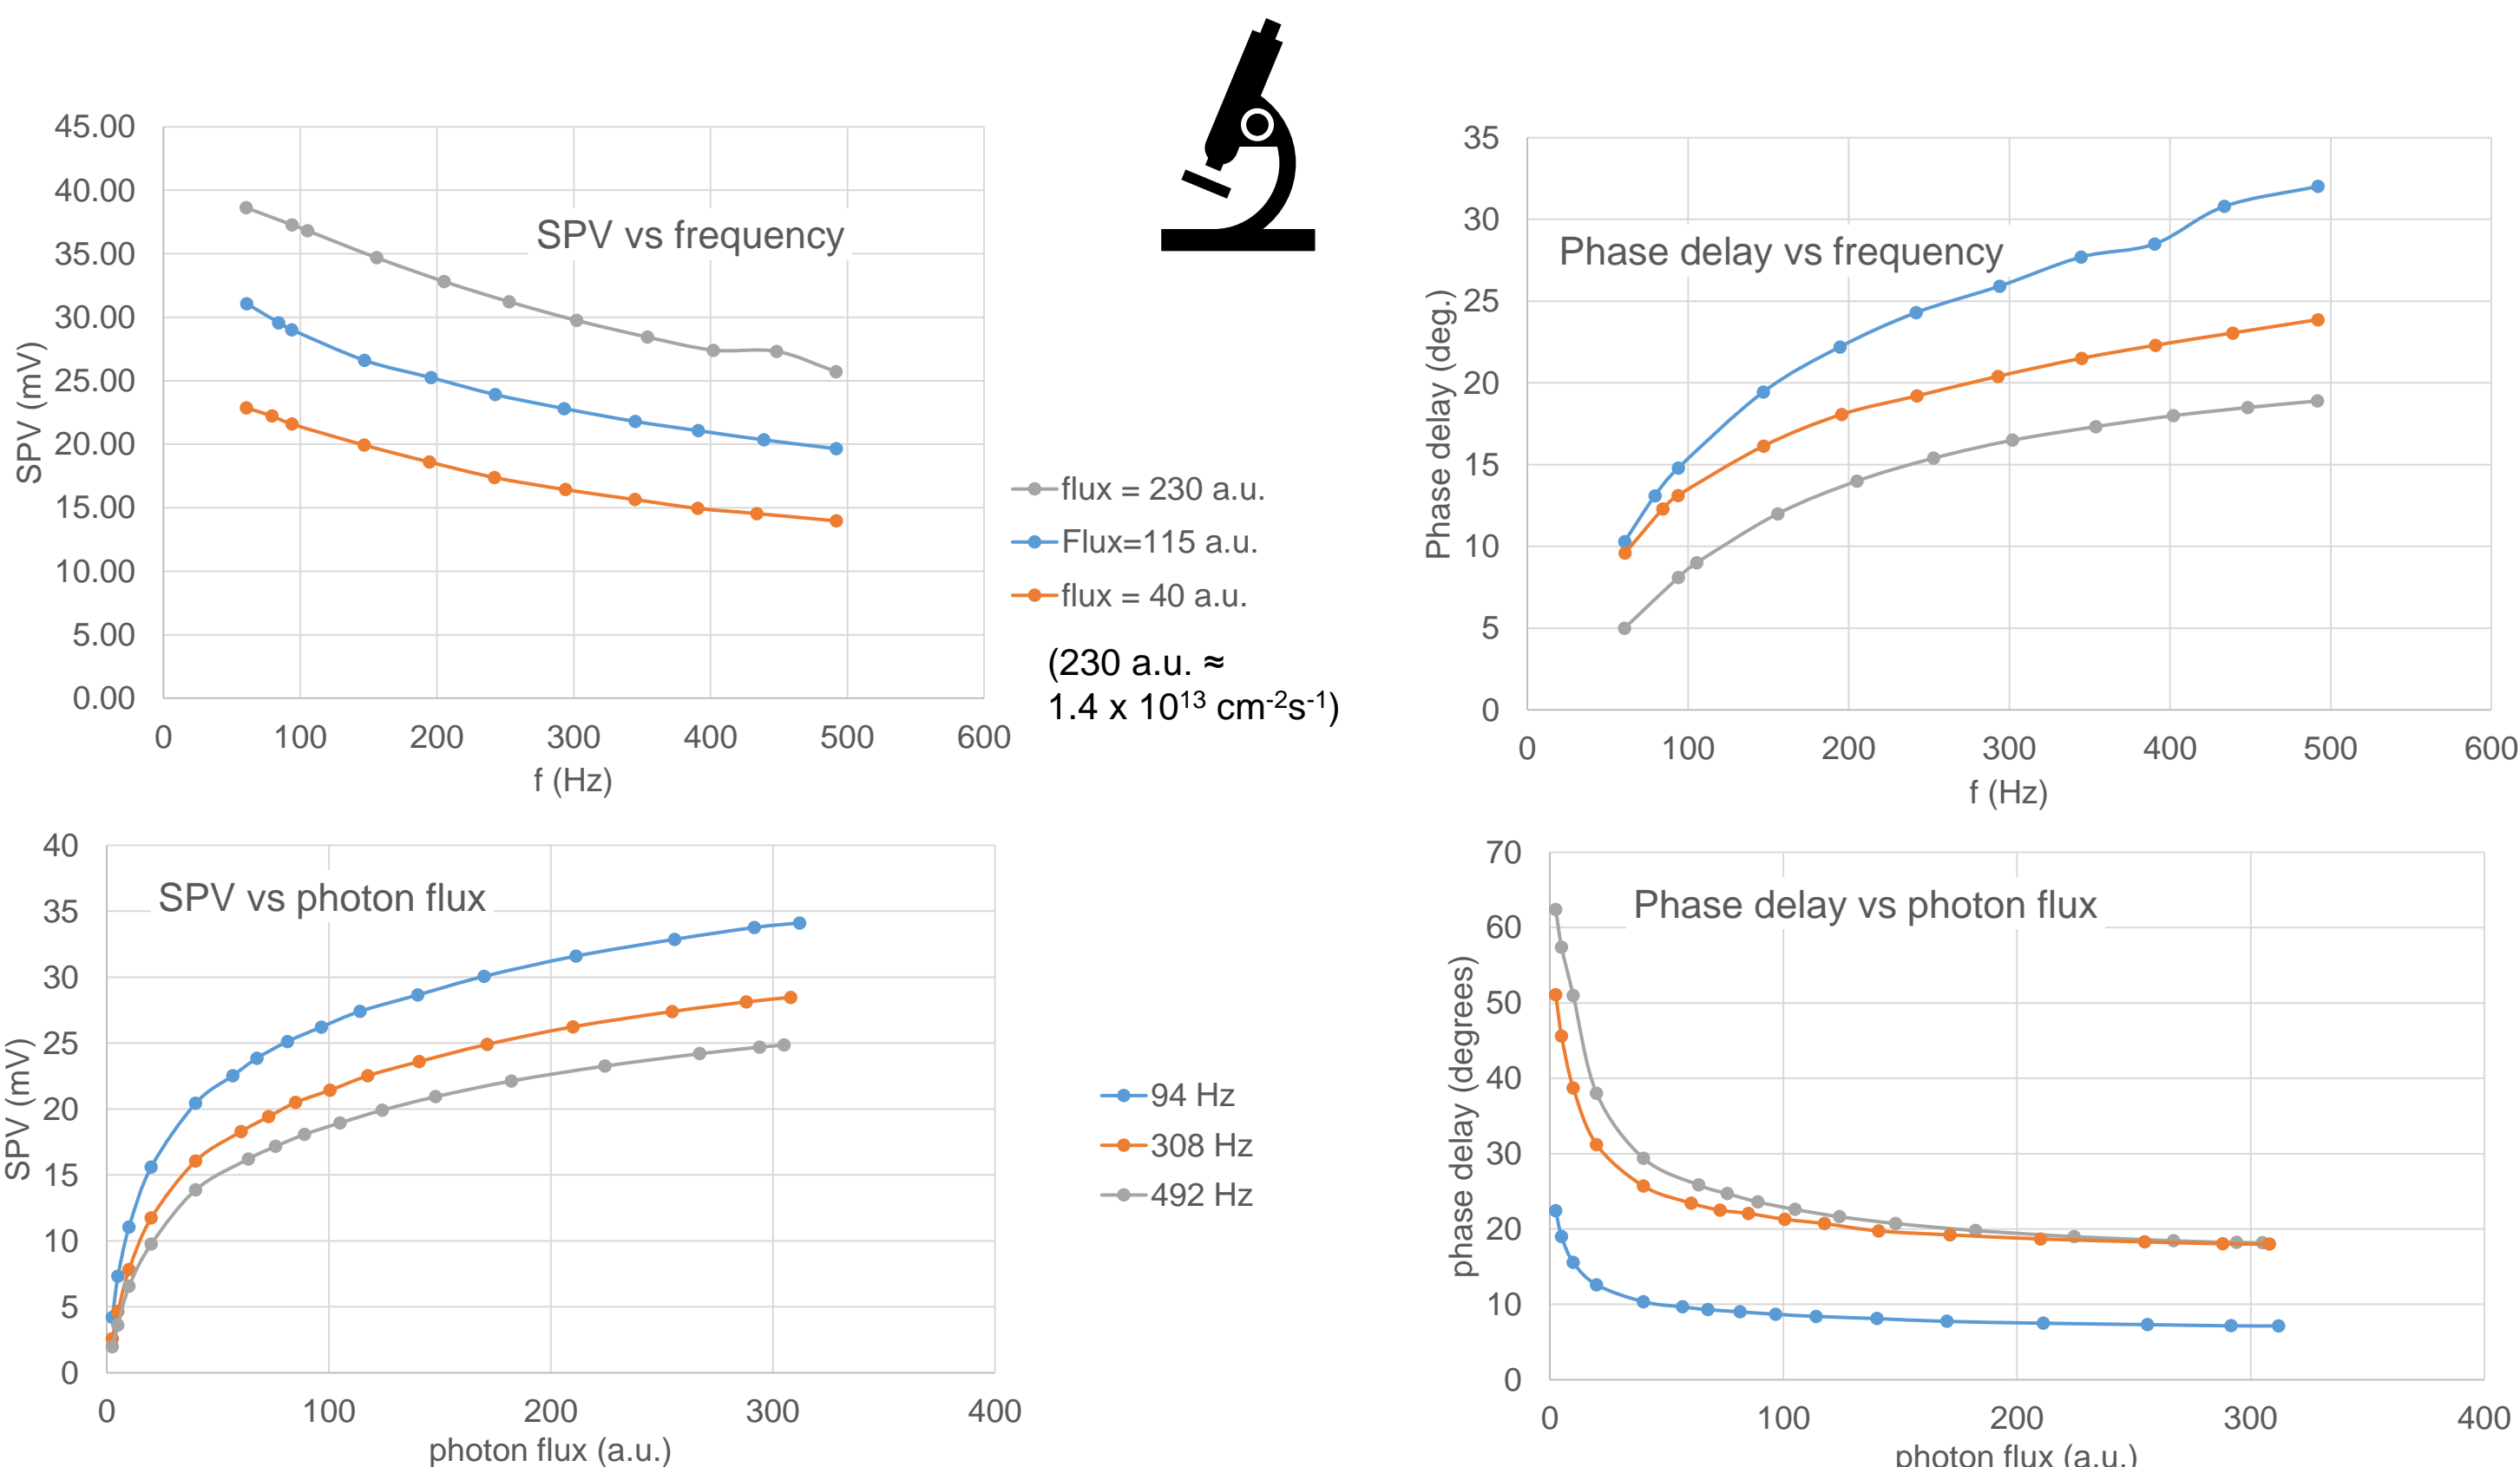 45.00
40.00
35.00
30.00
25.00
20.00
15.00
10.00
5.00
0.00
SPV (mV)
SPV vs frequency
0 100 200 300 400 500 600
f (Hz)
flux = 230 a.u.
Flux=115 a.u.
flux = 40 a.u.
(230 a.u. ≈
1.4 x 10¹³ cm⁻²s⁻¹)
35
30
25
20
15
10
5
0
Phase delay (deg.)
Phase delay vs frequency
0 100 200 300 400 500 600
f (Hz)
40
35
30
25
20
15
10
5
0
SPV (mV)
SPV vs photon flux
0 100 200 300 400
photon flux (a.u.)
94 Hz
308 Hz
492 Hz
70
60
50
40
30
20
10
0
phase delay (degrees)
Phase delay vs photon flux
0 100 200 300 400
photon flux (a.u.)